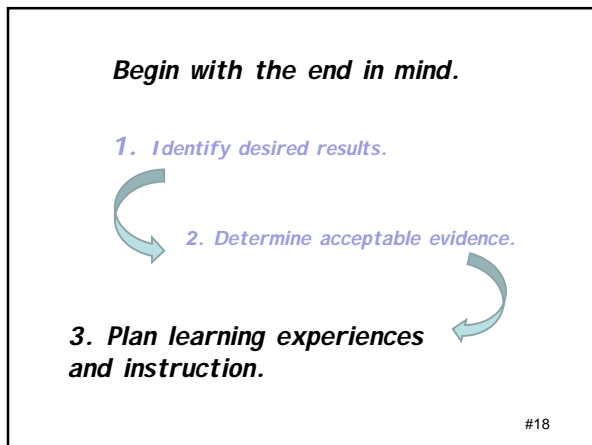 Begin with the end in mind.
1. Identify desired results.
2. Determine acceptable evidence.
3. Plan learning experiences
and instruction.
#18